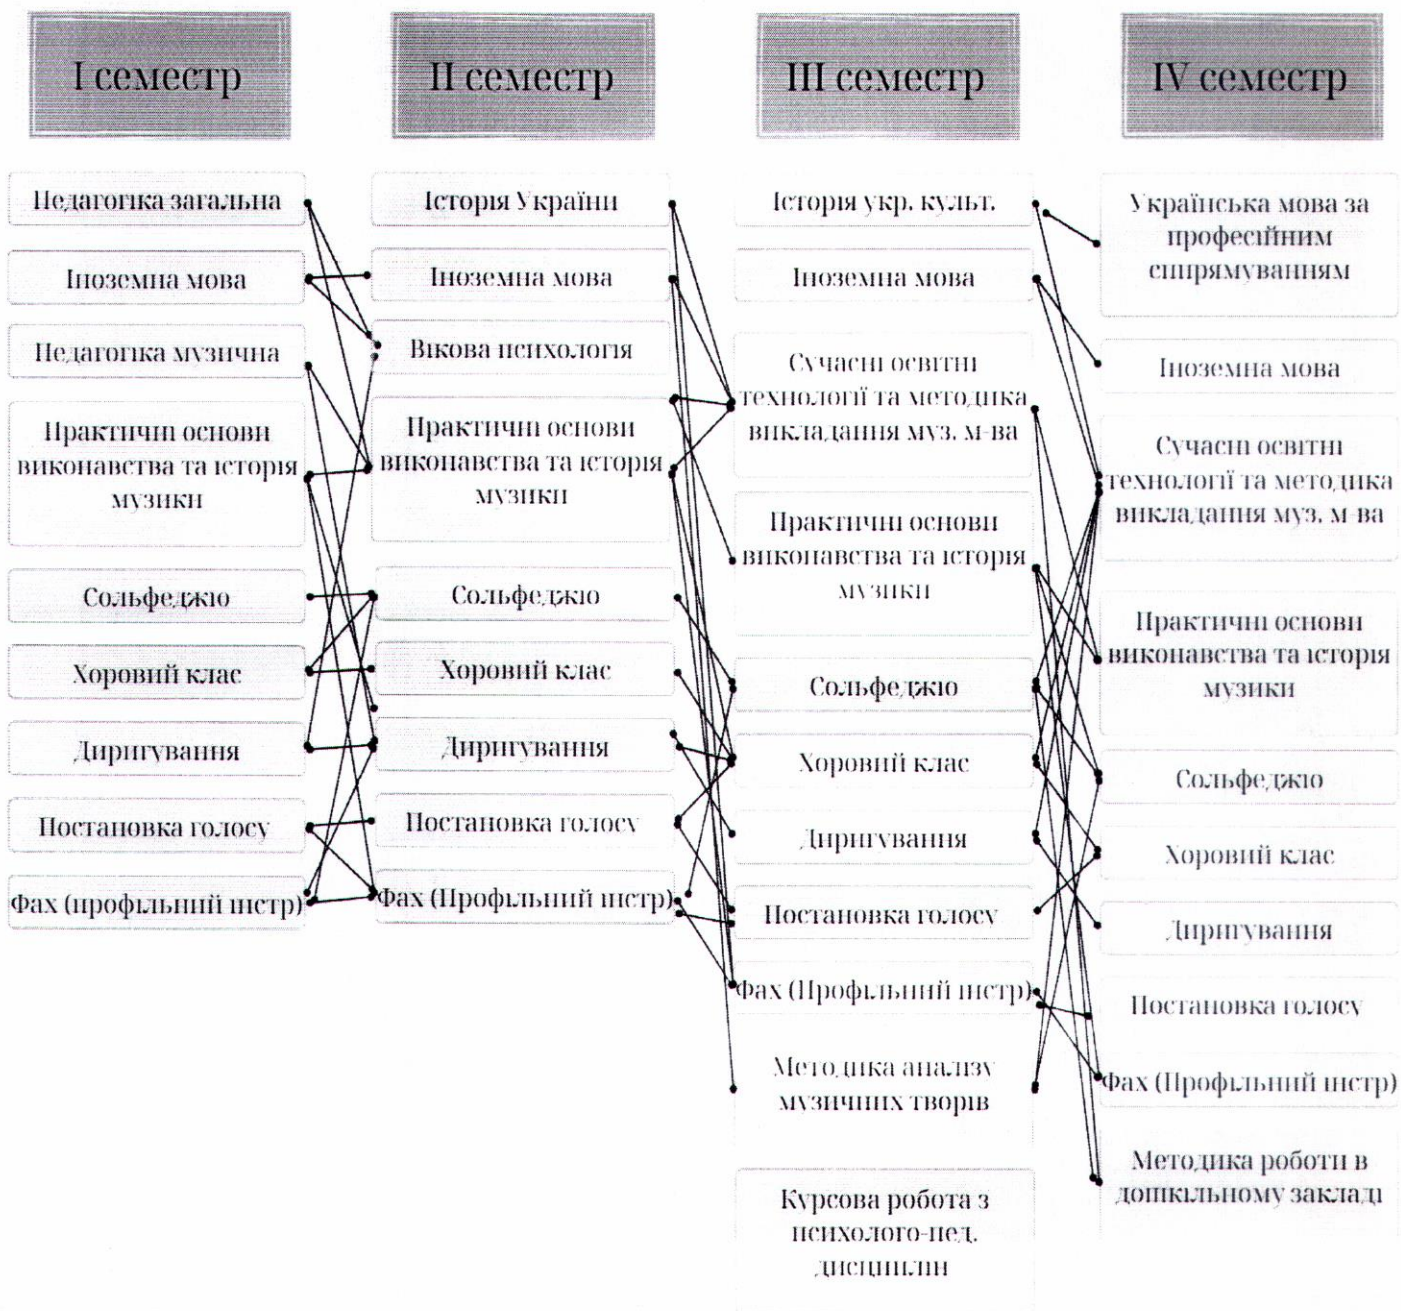 I семестр
II семестр
III семестр
IV семестр
Педагогіка загальна
Іноземна мова
Педагогіка музична
Практичні основи
виконавства та історія
музики
Сольфеджіо
Хоровий клас
Диригування
Постановка голосу
Фах (профільний інстр)
Історія України
Іноземна мова
Вікова психологія
Практичні основи
виконавства та історія
музики
Сольфеджіо
Хоровий клас
Диригування
Постановка голосу
Фах (Профільний інстр)
Історія укр. культ.
Іноземна мова
Сучасні освітні
технології та методика
викладання муз. м-ва
Практичні основи
виконавства та історія
музики
Сольфеджіо
Хоровий клас
Диригування
Постановка голосу
Фах (Профільний інстр)
Методика аналізу
музичних творів
Курсова робота з
психолого-пед.
дисциплін
Українська мова за
професійним
спрямуванням
Іноземна мова
Сучасні освітні
технології та методика
викладання муз. м-ва
Практичні основи
виконавства та історія
музики
Сольфеджіо
Хоровий клас
Диригування
Постановка голосу
Фах (Профільний інстр)
Методика роботи в
дошкільному закладі